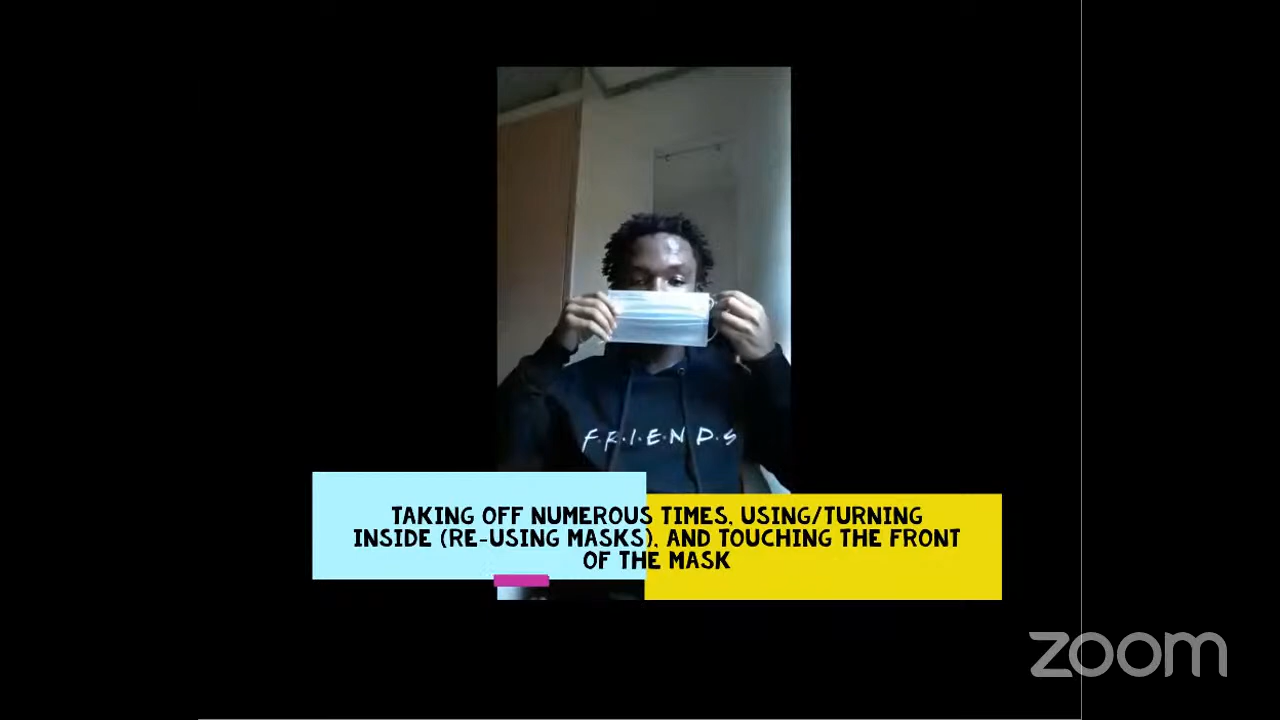 F·R·I·E·N D·S
TAKING OFF NUMEROUS TIMES, USING/TURNING
INSIDE (RE-USING MASKS), AND TOUCHING THE FRONT
OF THE MASK
zoom